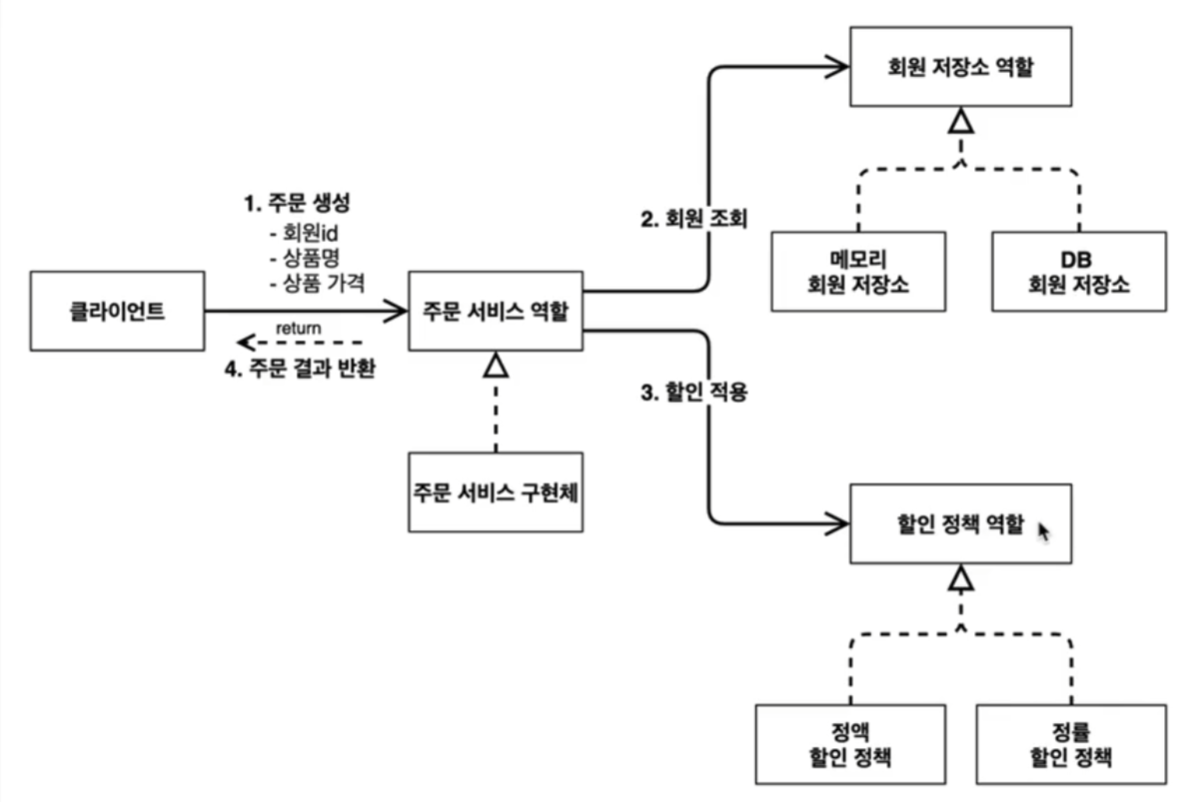 회원 저장소 역할
1. 주문 생성
- 회원id
- 상품명
- 상품 가격
2. 회원 조회
메모리
회원 저장소
DB
회원 저장소
클라이언트
주문 서비스 역할
return
4. 주문 결과 반환
3. 할인 적용
주문 서비스 구현체
할인 정책 역할
정액
할인 정책
정률
할인 정책